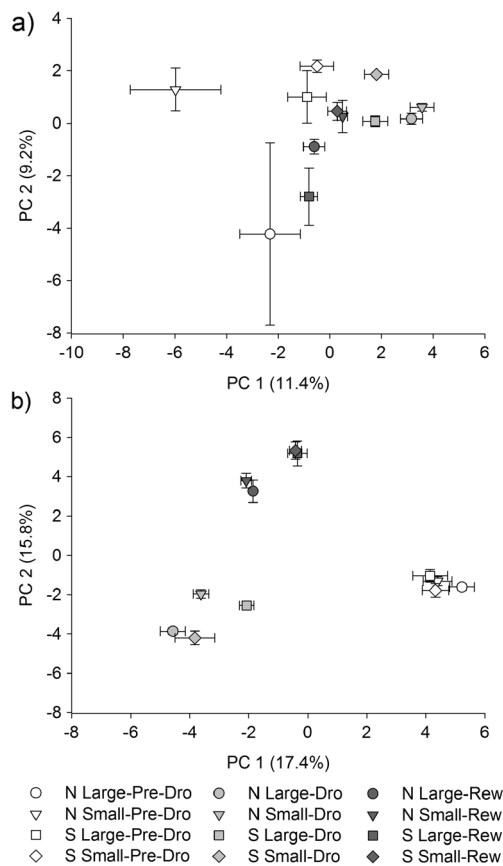 a)
4
2
0
-2
-4
-6
-8
PC 2 (9.2%)
-10 -8 -6 -4 -2 0 2 4 6
PC 1 (11.4%)
b)
8
6
4
2
0
-2
-4
-6
-8
PC 2 (15.8%)
-6 -4 -2 0 2 4 6
PC 1 (17.4%)
N Large-Pre-Dro N Large-Dro N Large-Rew
N Small-Pre-Dro N Small-Dro N Small-Rew
S Large-Pre-Dro S Large-Dro S Large-Rew
S Small-Pre-Dro S Small-Dro S Small-Rew